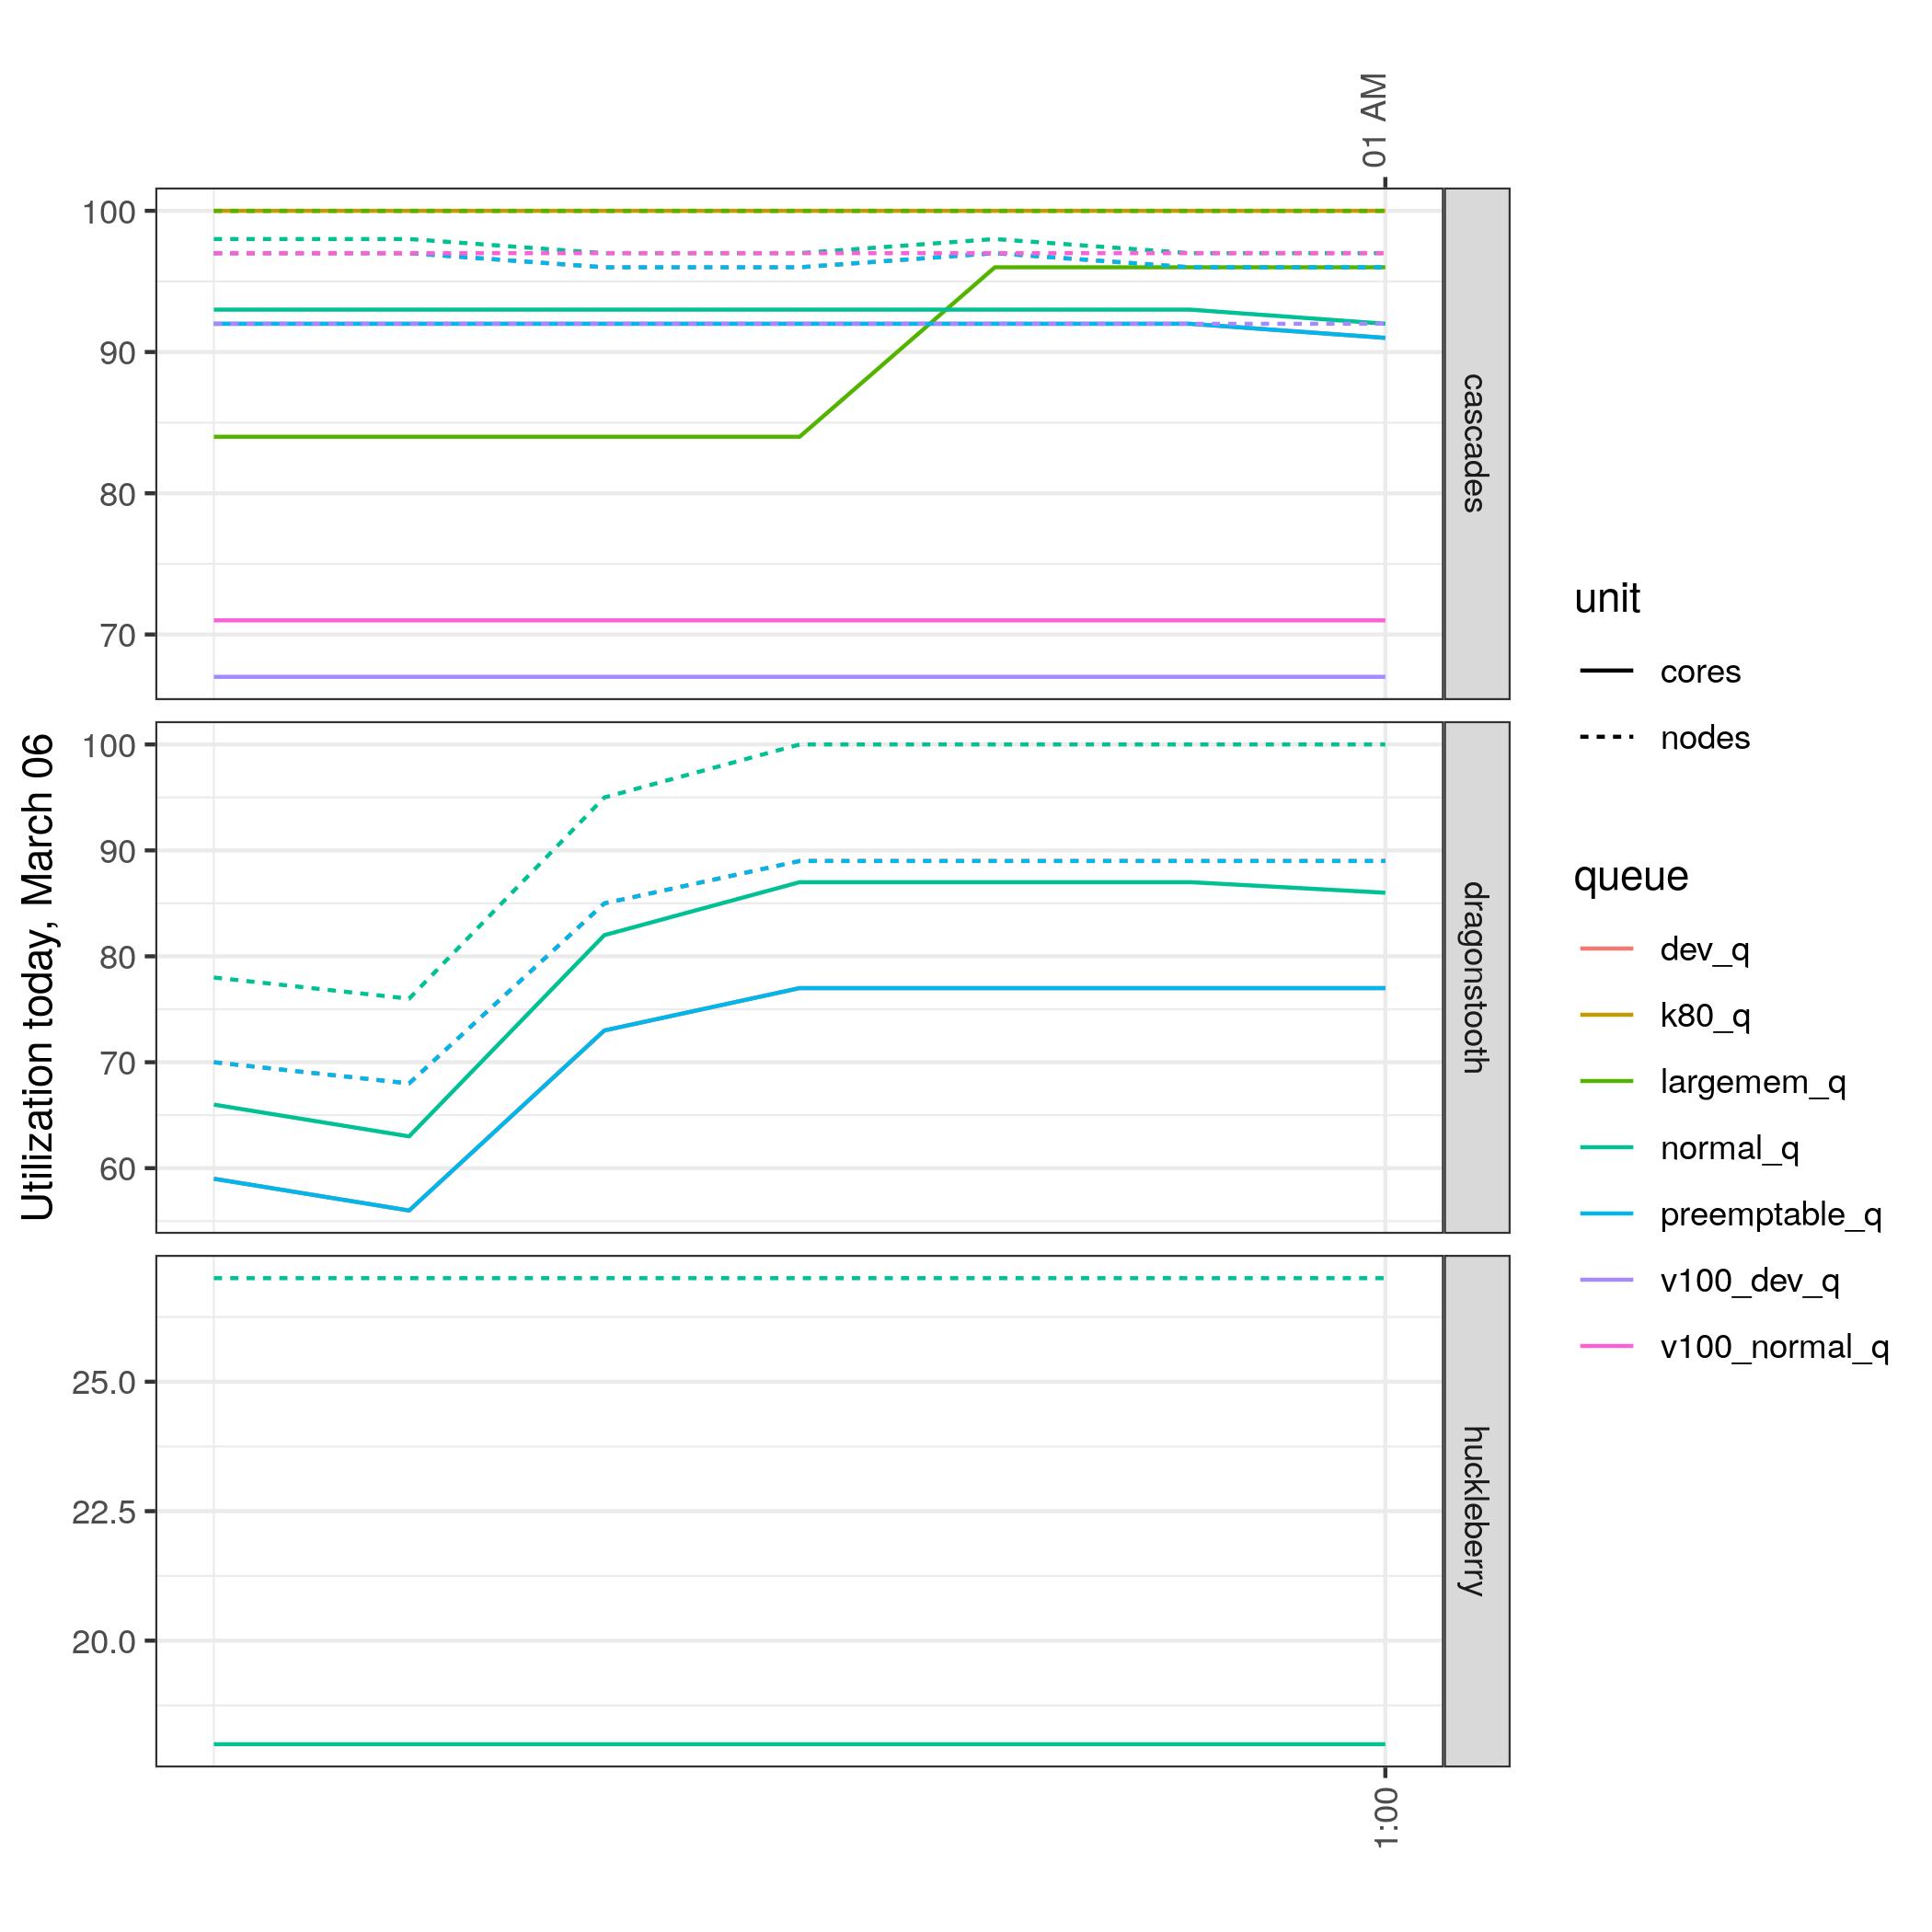 01 AM
Utilization today, March 06
100
90
80
70
cascades
100
90
80
70
60
dragonstooth
25.0
22.5
20.0
huckleberry
1:00
unit
cores
nodes
queue
dev_q
k80_q
largemem_q
normal_q
preemptable_q
v100_dev_q
v100_normal_q